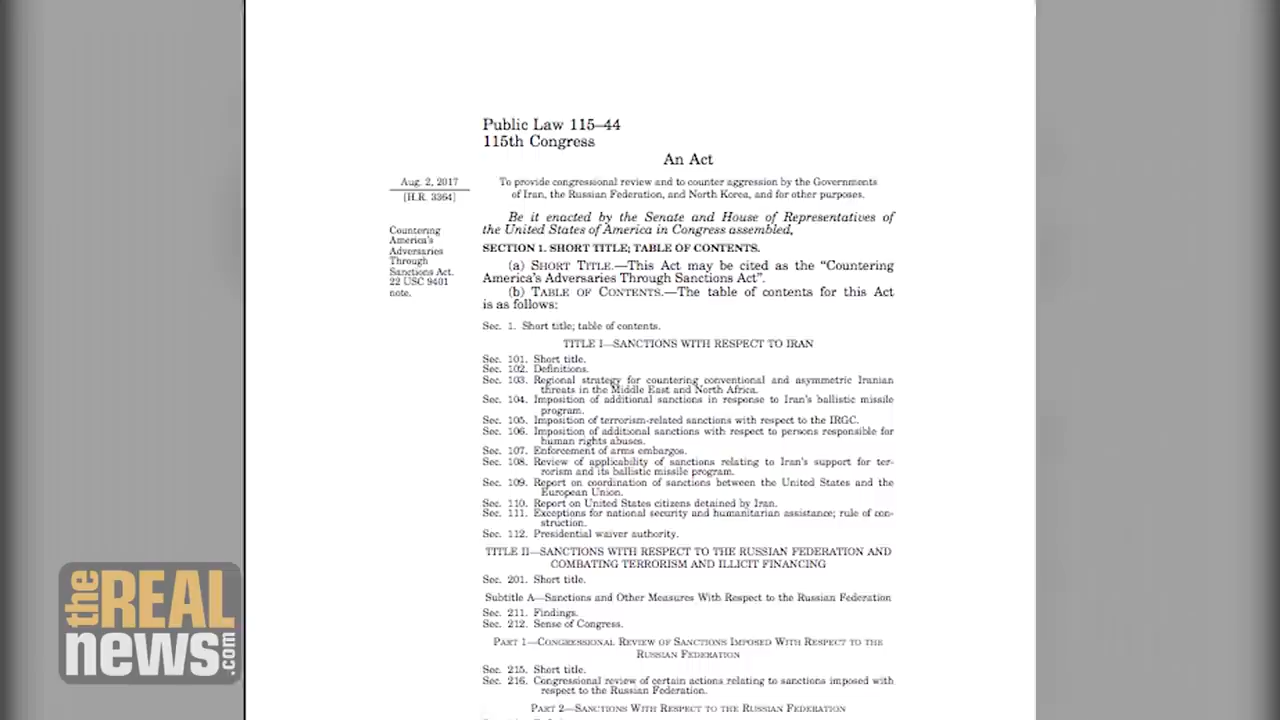 Public Law 115–44
115th Congress
An Act
Aug. 2, 2017
[H.R. 3364]
To provide congressional review and to counter aggression by the Governments
of Iran, the Russian Federation, and North Korea, and for other purposes.
Countering
America's
Adversaries
Through
Sanctions Act.
22 USC 9401
note.
Be it enacted by the Senate and House of Representatives of
the United States of America in Congress assembled,
SECTION 1. SHORT TITLE; TABLE OF CONTENTS.
(a) SHORT TITLE.—This Act may be cited as the "Countering
America's Adversaries Through Sanctions Act".
(b) TABLE OF CONTENTS.—The table of contents for this Act
is as follows:
Sec. 1. Short title; table of contents.
TITLE I—SANCTIONS WITH RESPECT TO IRAN
Sec. 101. Short title.
Sec. 102. Definitions.
Sec. 103. Regional strategy for countering conventional and asymmetric Iranian
threats in the Middle East and North Africa.
Sec. 104. Imposition of additional sanctions in response to Iran's ballistic missile
program.
Sec. 105. Imposition of terrorism-related sanctions with respect to the IRGC.
Sec. 106. Imposition of additional sanctions with respect to persons responsible for
human rights abuses.
Sec. 107. Enforcement of arms embargos.
Sec. 108. Review of applicability of sanctions relating to Iran's support for ter-
rorism and its ballistic missile program.
Sec. 109. Report on coordination of sanctions between the United States and the
European Union.
Sec. 110. Report on United States citizens detained by Iran.
Sec. 111. Exceptions for national security and humanitarian assistance; rule of con-
struction.
Sec. 112. Presidential waiver authority.
TITLE II—SANCTIONS WITH RESPECT TO THE RUSSIAN FEDERATION AND
COMBATING TERRORISM AND ILLICIT FINANCING
Sec. 201. Short title.
Subtitle A—Sanctions and Other Measures With Respect to the Russian Federation
Sec. 211. Findings.
Sec. 212. Sense of Congress.
PART 1—CONGRESSIONAL REVIEW OF SANCTIONS IMPOSED WITH RESPECT TO THE
RUSSIAN FEDERATION
Sec. 215. Short title.
Sec. 216. Congressional review of certain actions relating to sanctions imposed with
respect to the Russian Federation.
PART 2—SANCTIONS WITH RESPECT TO THE RUSSIAN FEDERATION
the REAL
news.com